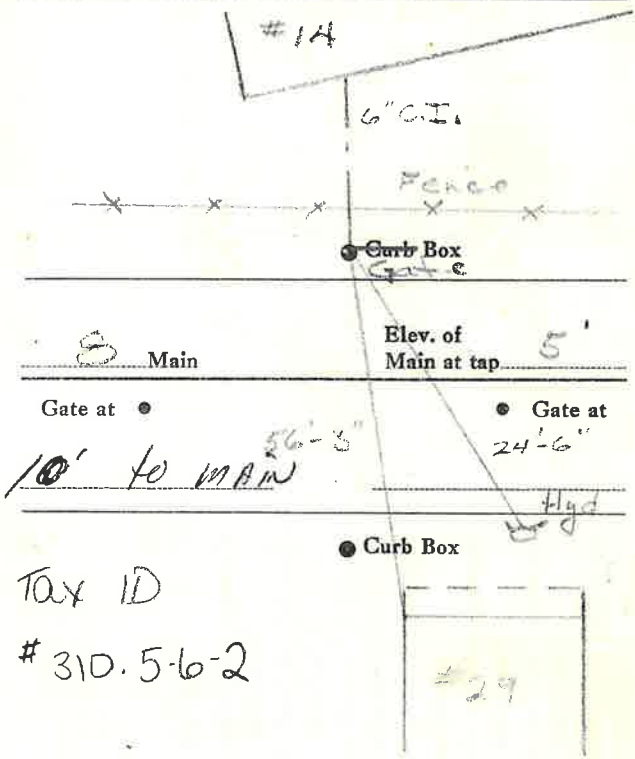 #14
6" C.I.
Fence
Curb Box
Gate
8 Main
Elev. of
Main at tap 5'
Gate at
Gate at
56'-3"
24'-6"
10' to MAIN
Hyd
Curb Box
Tax ID
# 310.5-6-2
#29